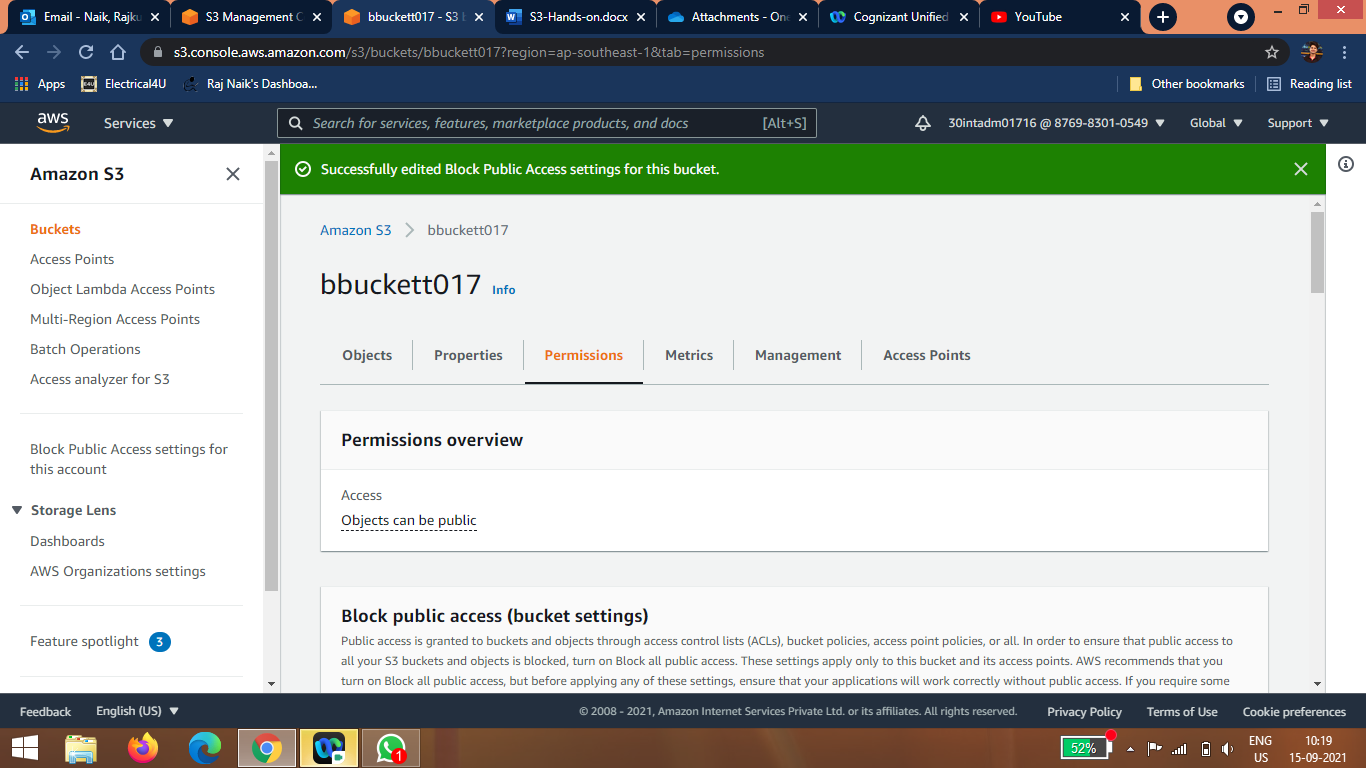 Email - Naik, Rajku
S3 Management C
bbuckett017 - S3 b
S3-Hands-on.docx
Attachments - One
Cognizant Unified
YouTube
s3.console.aws.amazon.com/s3/buckets/bbuckett017?region=ap-southeast-1&tab=permissions
Apps
Electrical4U
Raj Naik's Dashboa...
Other bookmarks
Reading list
aws
Services
Search for services, features, marketplace products, and docs
[Alt+S]
30intadm01716 @ 8769-8301-0549
Global
Support
Amazon S3
Buckets
Access Points
Object Lambda Access Points
Multi-Region Access Points
Batch Operations
Access analyzer for S3
Block Public Access settings for
this account
Storage Lens
Dashboards
AWS Organizations settings
Feature spotlight 3
Successfully edited Block Public Access settings for this bucket.
Amazon S3 > bbuckett017
bbuckett017 Info
Objects
Properties
Permissions
Metrics
Management
Access Points
Permissions overview
Access
Objects can be public
Block public access (bucket settings)
Public access is granted to buckets and objects through access control lists (ACLs), bucket policies, access point policies, or all. In order to ensure that public access to
all your S3 buckets and objects is blocked, turn on Block all public access. These settings apply only to this bucket and its access points. AWS recommends that you
turn on Block all public access, but before applying any of these settings, ensure that your applications will work correctly without public access. If you require some
Feedback
English (US)
© 2008 - 2021, Amazon Internet Services Private Ltd. or its affiliates. All rights reserved.
Privacy Policy
Terms of Use
Cookie preferences
1
52%
ENG
US
10:19
15-09-2021